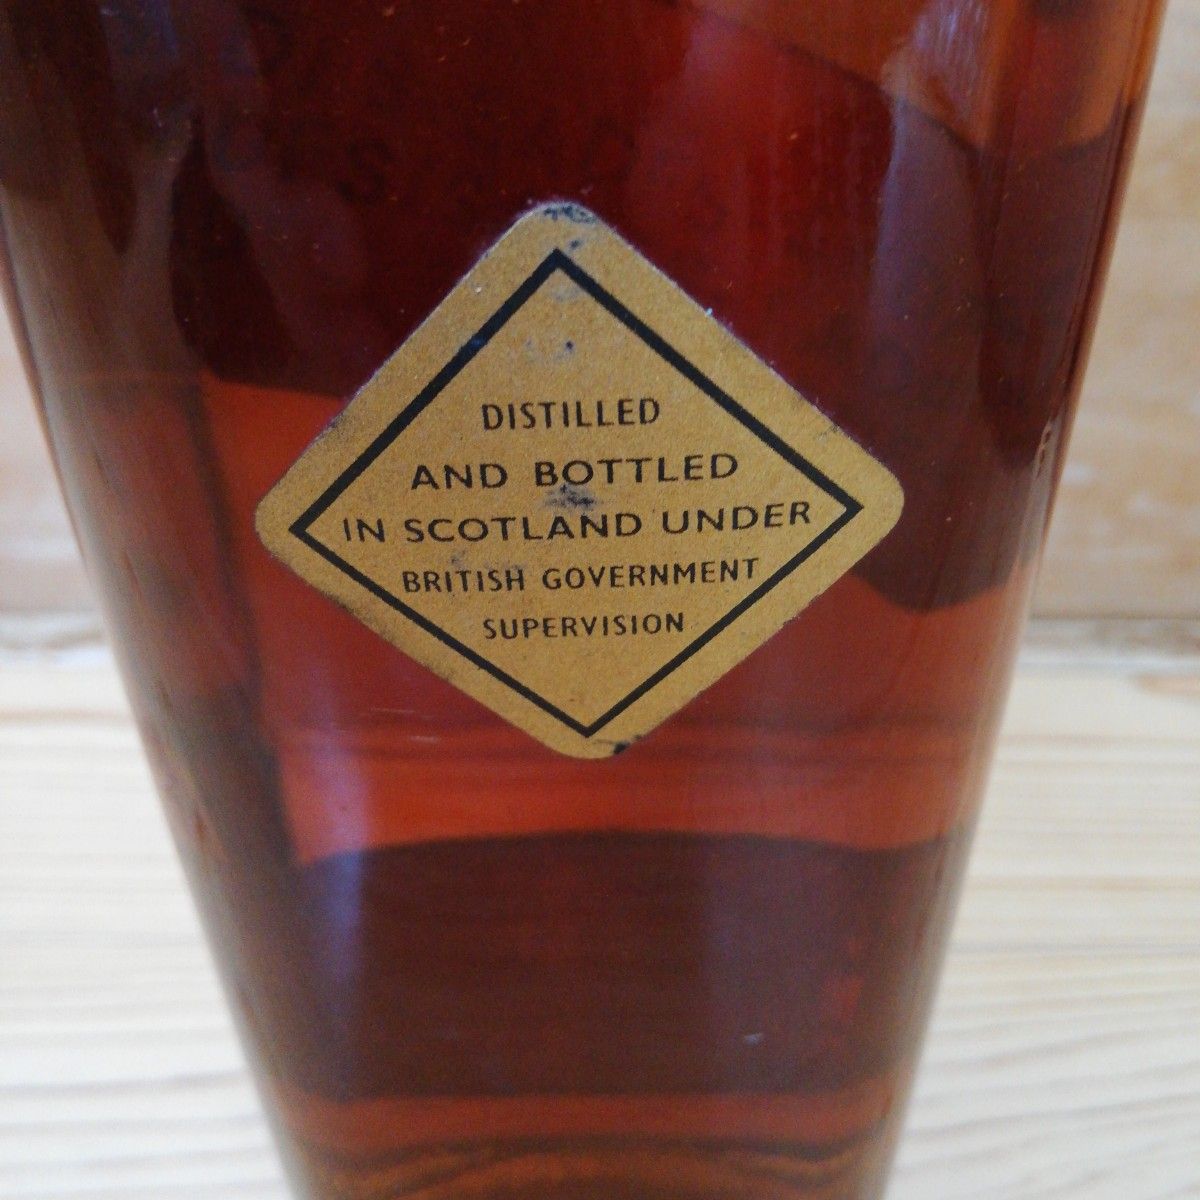 DISTILLED
AND BOTTLED
IN SCOTLAND UNDER
BRITISH GOVERNMENT
SUPERVISION